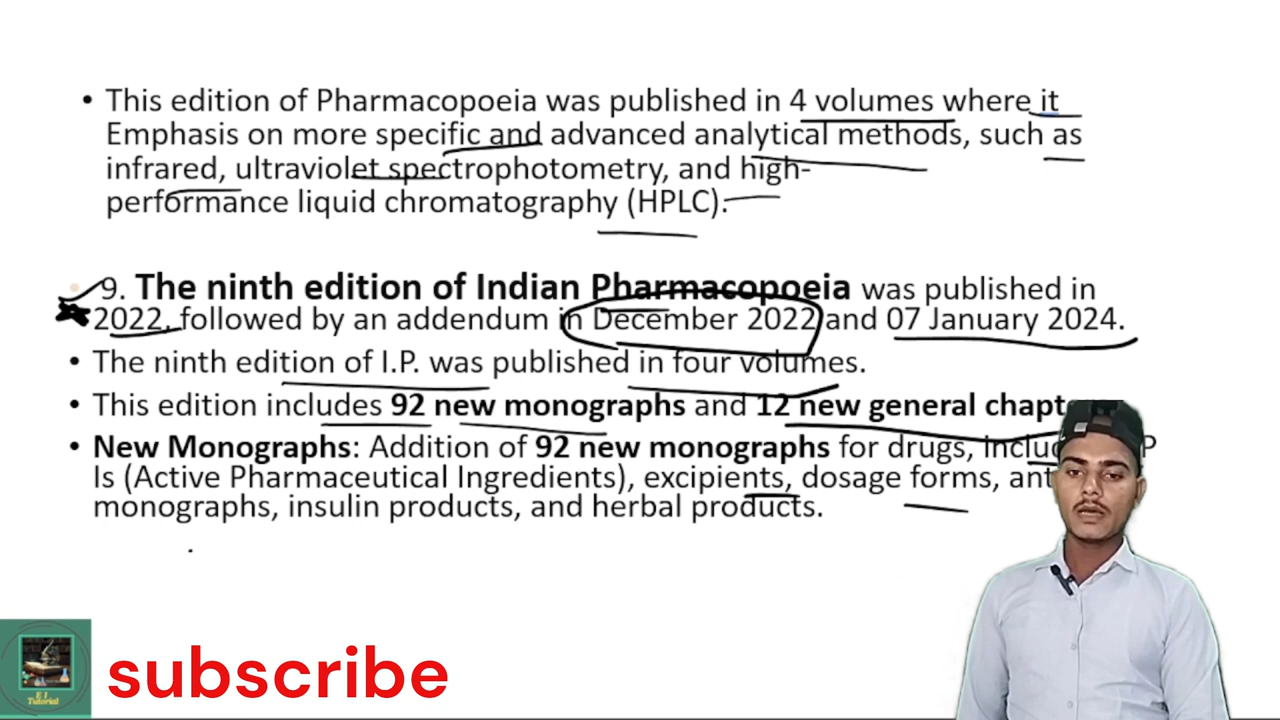 • This edition of Pharmacopoeia was published in 4 volumes where it
Emphasis on more specific and advanced analytical methods, such as
infrared, ultraviolet spectrophotometry, and high-
performance liquid chromatography (HPLC).
• 9. The ninth edition of Indian Pharmacopoeia was published in
2022, followed by an addendum in December 2022 and 07 January 2024.
• The ninth edition of I.P. was published in four volumes.
• This edition includes 92 new monographs and 12 new general
• New Monographs: Addition of 92 new monographs for drugs,
Is (Active Pharmaceutical Ingredients), excipients, dosage forms,
monographs, insulin products, and herbal products.
subscribe
E I
Tutorial